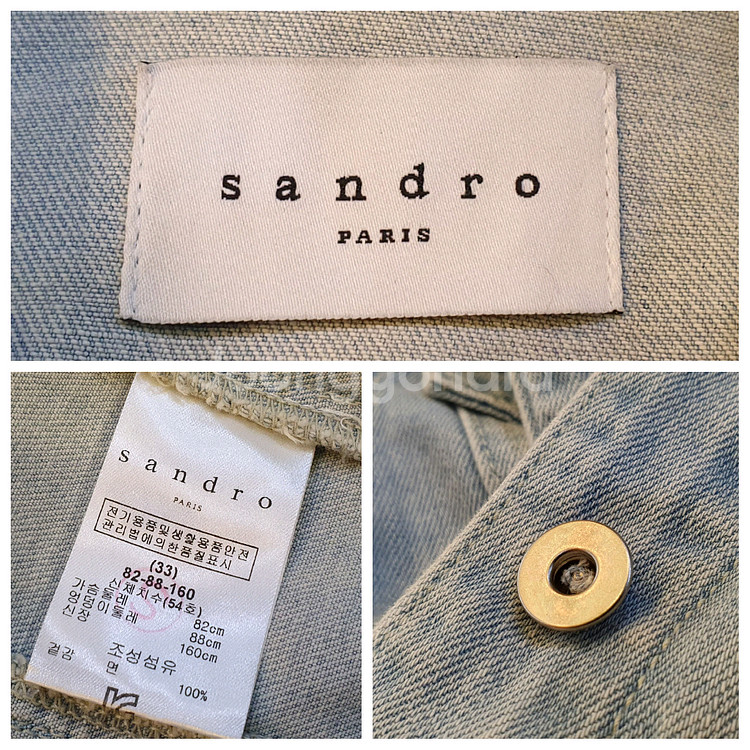 sandro
PARIS
sandro
PARIS
전기용품및생활용품안전
관리법에의한품질표시
(33)
82-88-160
신체치수(54호)
가슴둘레 82cm
엉덩이둘레 88cm
신장 160cm
조성섬유
겉감 면 100%